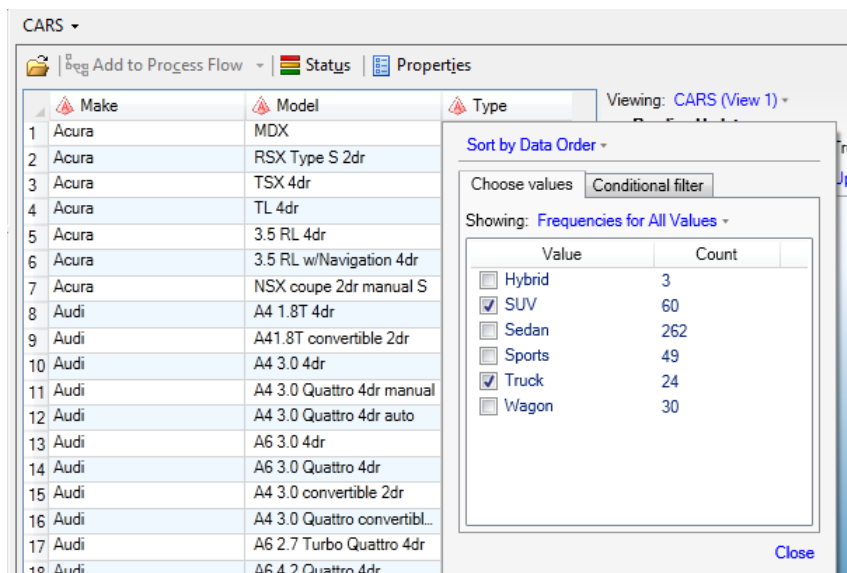 CARS
Add to Process Flow Status Properties
Make Model Type Viewing: CARS (View 1)
1 Acura MDX
2 Acura RSX Type S 2dr
3 Acura TSX 4dr
4 Acura TL 4dr
5 Acura 3.5 RL 4dr
6 Acura 3.5 RL w/Navigation 4dr
7 Acura NSX coupe 2dr manual S
8 Audi A4 1.8T 4dr
9 Audi A41.8T convertible 2dr
10 Audi A4 3.0 4dr
11 Audi A4 3.0 Quattro 4dr manual
12 Audi A4 3.0 Quattro 4dr auto
13 Audi A6 3.0 4dr
14 Audi A6 3.0 Quattro 4dr
15 Audi A4 3.0 convertible 2dr
16 Audi A4 3.0 Quattro convertibl...
17 Audi A6 2.7 Turbo Quattro 4dr
18 Audi A6 4.2 Quattro 4dr
Sort by Data Order
Choose values Conditional filter
Showing: Frequencies for All Values
Value Count
Hybrid 3
SUV 60
Sedan 262
Sports 49
Truck 24
Wagon 30
Close